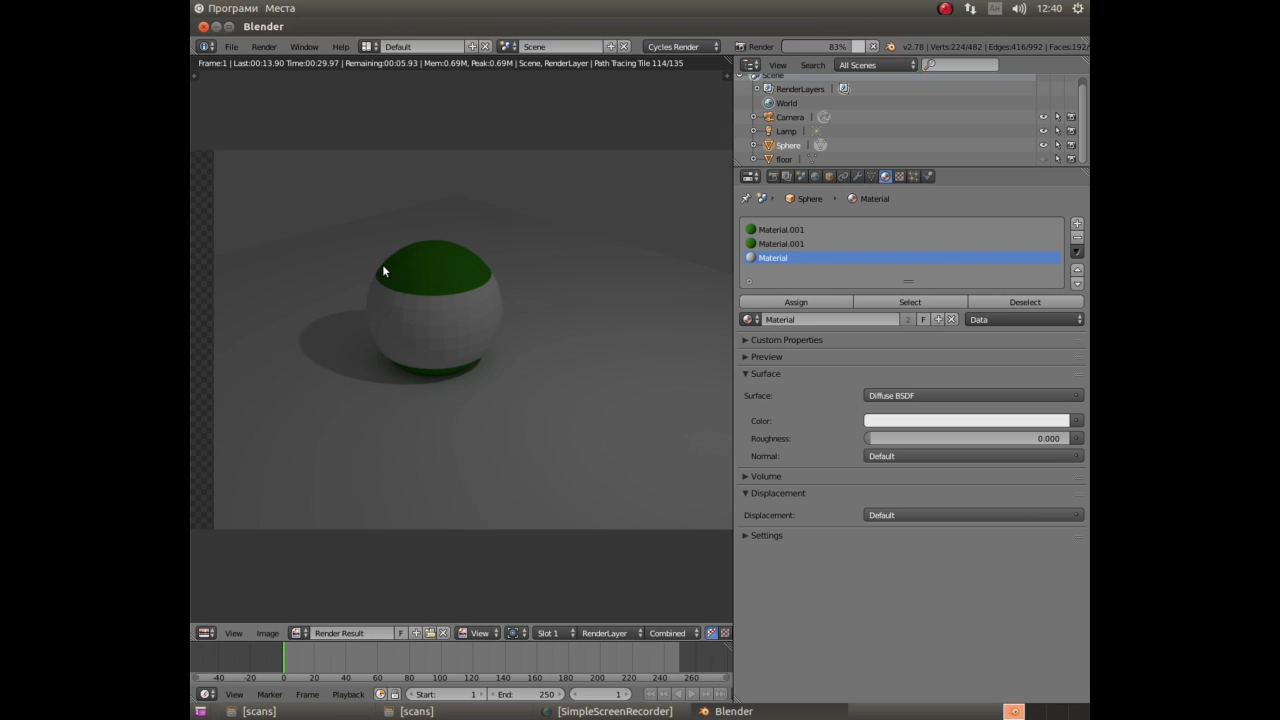 Програми Места
Ан 12:40
Blender
File Render Window Help Default Scene Cycles Render Render 83% v2.78 | Verts:224/482 | Edges:416/992 | Faces:192/
Frame:1 | Last:00:13.90 Time:00:29.97 | Remaining:00:05.93 | Mem:0.69M, Peak:0.69M | Scene, RenderLayer | Path Tracing Tile 114/135
View Search All Scenes
Scene
RenderLayers
World
Camera
Lamp
Sphere
floor
Sphere Material
Material.001
Material.001
Material
Assign Select Deselect
Material 2 F Data
Custom Properties
Preview
Surface
Surface: Diffuse BSDF
Color:
Roughness: 0.000
Normal: Default
Volume
Displacement
Displacement: Default
Settings
View Image Render Result F View Slot 1 RenderLayer Combined
-40 -20 0 20 40 60 80 100 120 140 160 180 200 220 240 260
View Marker Frame Playback Start: 1 End: 250 1
[scans] [scans] [SimpleScreenRecorder] Blender